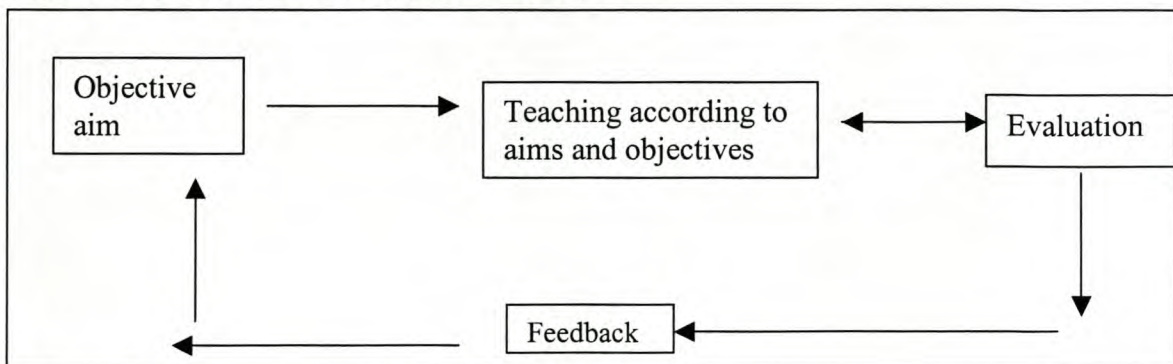 Objective
aim
Teaching according to
aims and objectives
Evaluation
Feedback